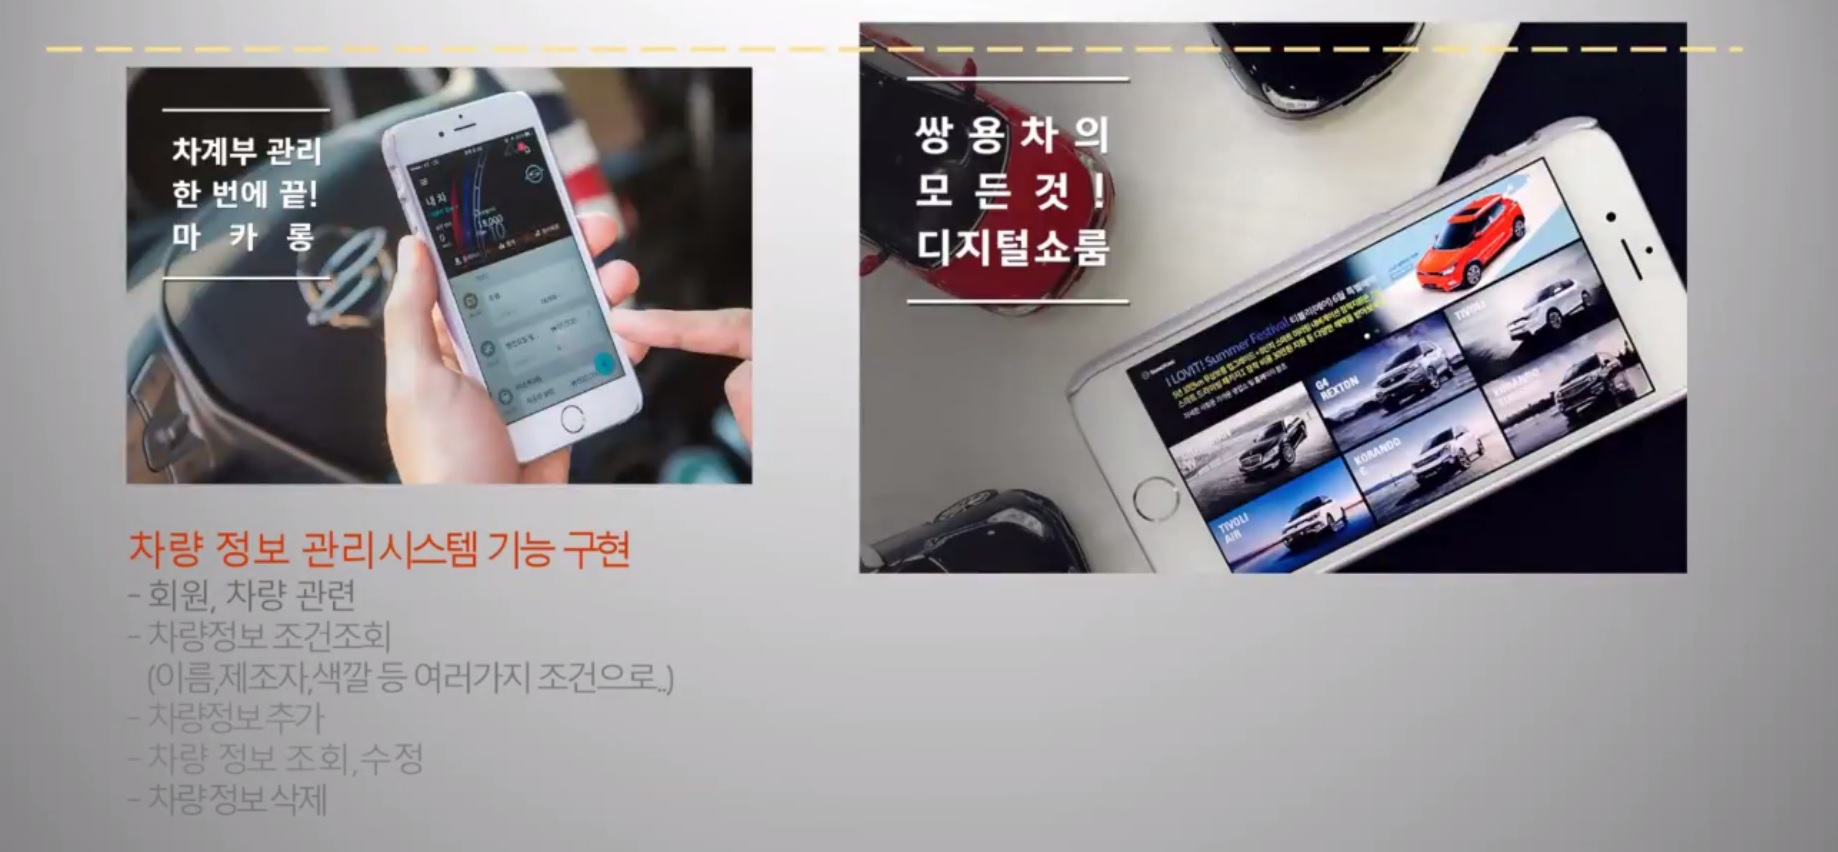 차계부 관리
한 번에 끝!
마 카 롱
내 차
쌍 용 차 의
모 든 것 !
디지털쇼룸
I LOVIT! Summer Festival
TIVOLI
G4
REXTON
KORANDO
C
KORANDO
TIVOLI
AIR
차량 정보 관리시스템 기능 구현
- 회원, 차량 관련
- 차량정보 조건조회
(이름,제조자,색깔 등 여러가지 조건으로..)
- 차량정보 추가
- 차량 정보 조회,수정
- 차량정보삭제